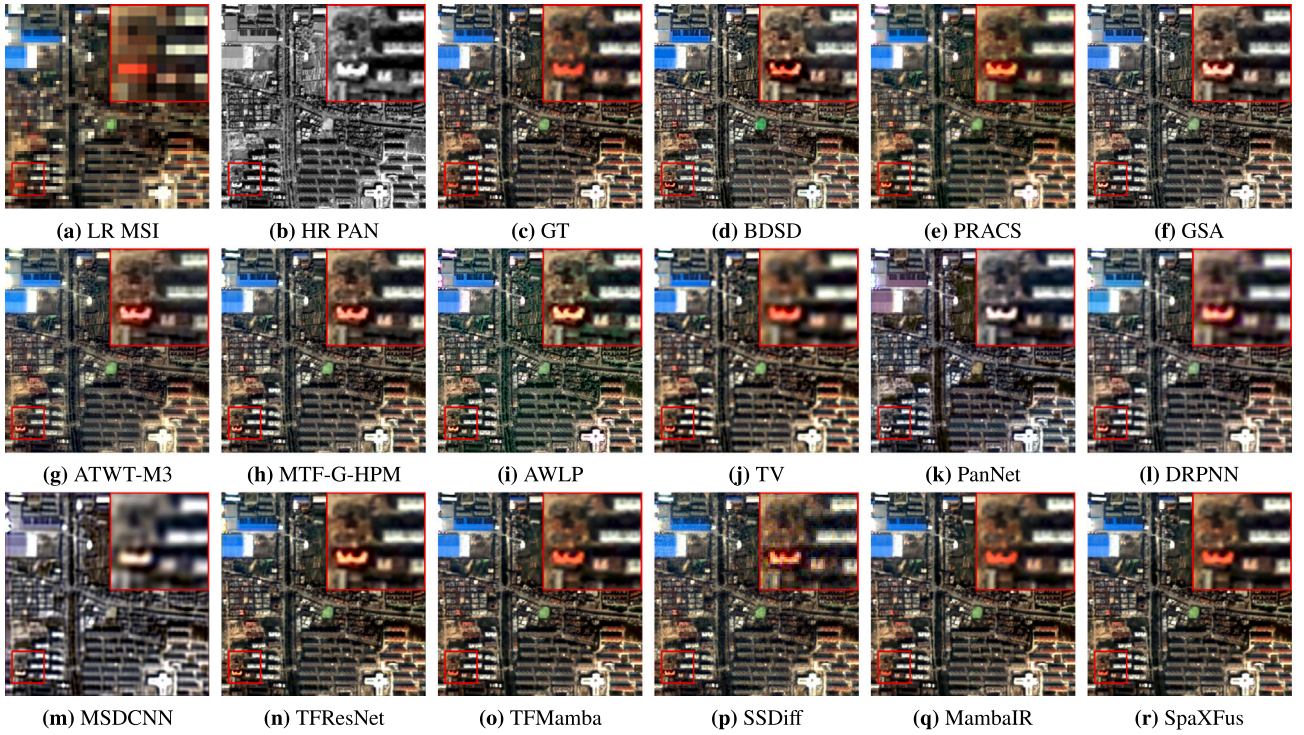 (a) LR MSI (b) HR PAN (c) GT (d) BDSD (e) PRACS (f) GSA
(g) ATWT-M3 (h) MTF-G-HPM (i) AWLP (j) TV (k) PanNet (l) DRPNN
(m) MSDCNN (n) TFResNet (o) TFMamba (p) SSDiff (q) MambaIR (r) SpaXFus